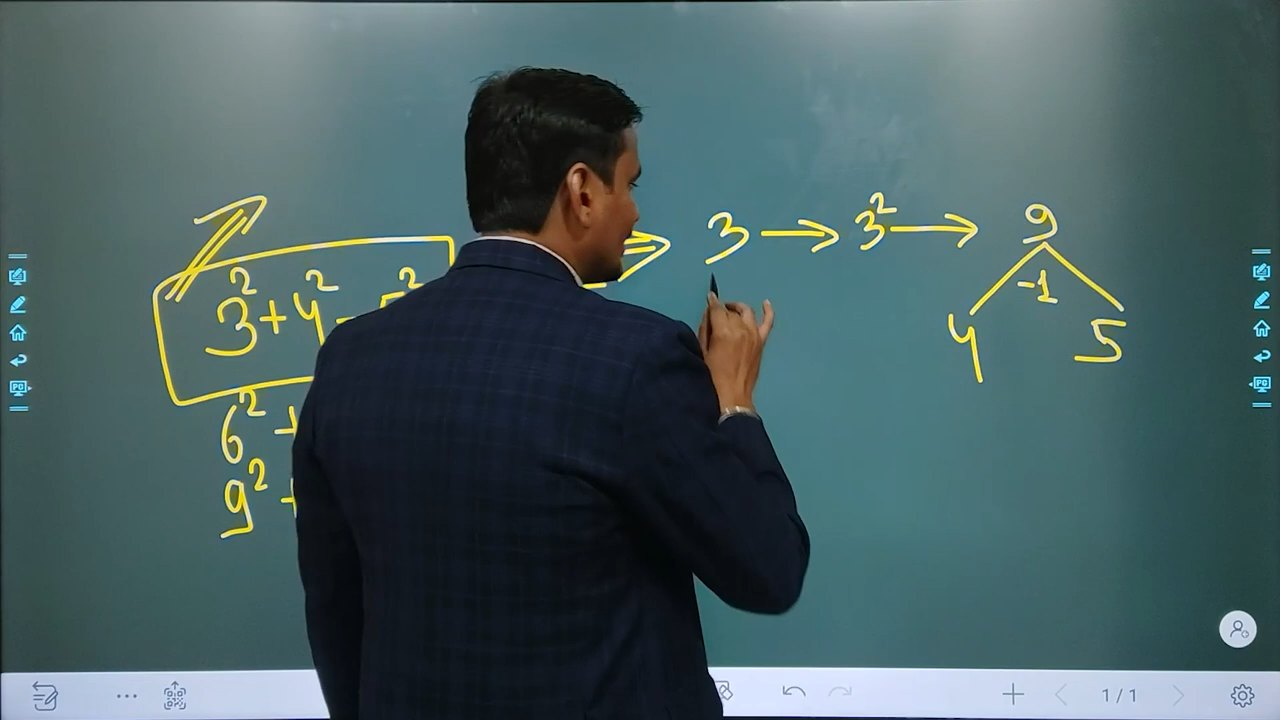 3² + 4² = 5²
6² +
9² +
3 → 3² → 9
-1
4 5
1/1